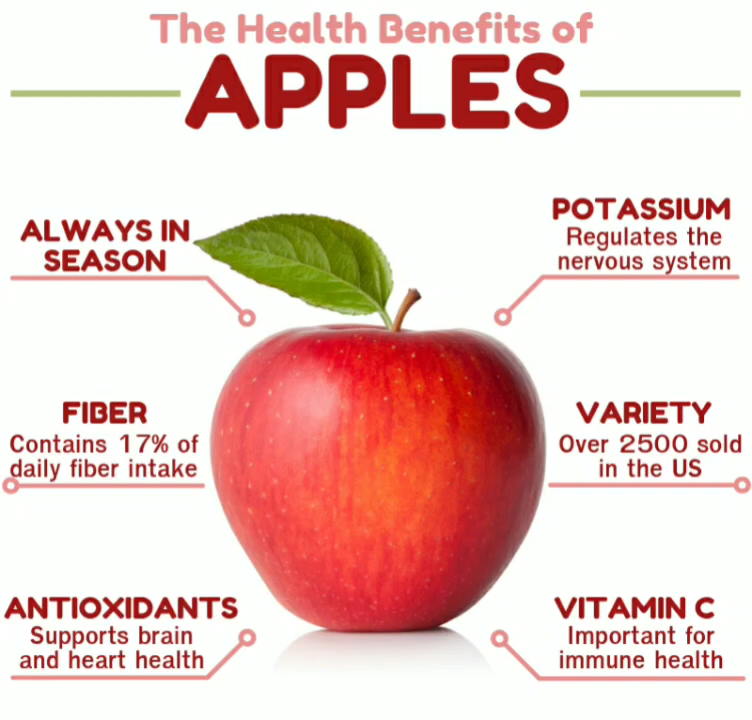 The Health Benefits of
APPLES
ALWAYS IN
SEASON
POTASSIUM
Regulates the
nervous system
FIBER
Contains 17% of
daily fiber intake
VARIETY
Over 2500 sold
in the US
ANTIOXIDANTS
Supports brain
and heart health
VITAMIN C
Important for
immune health